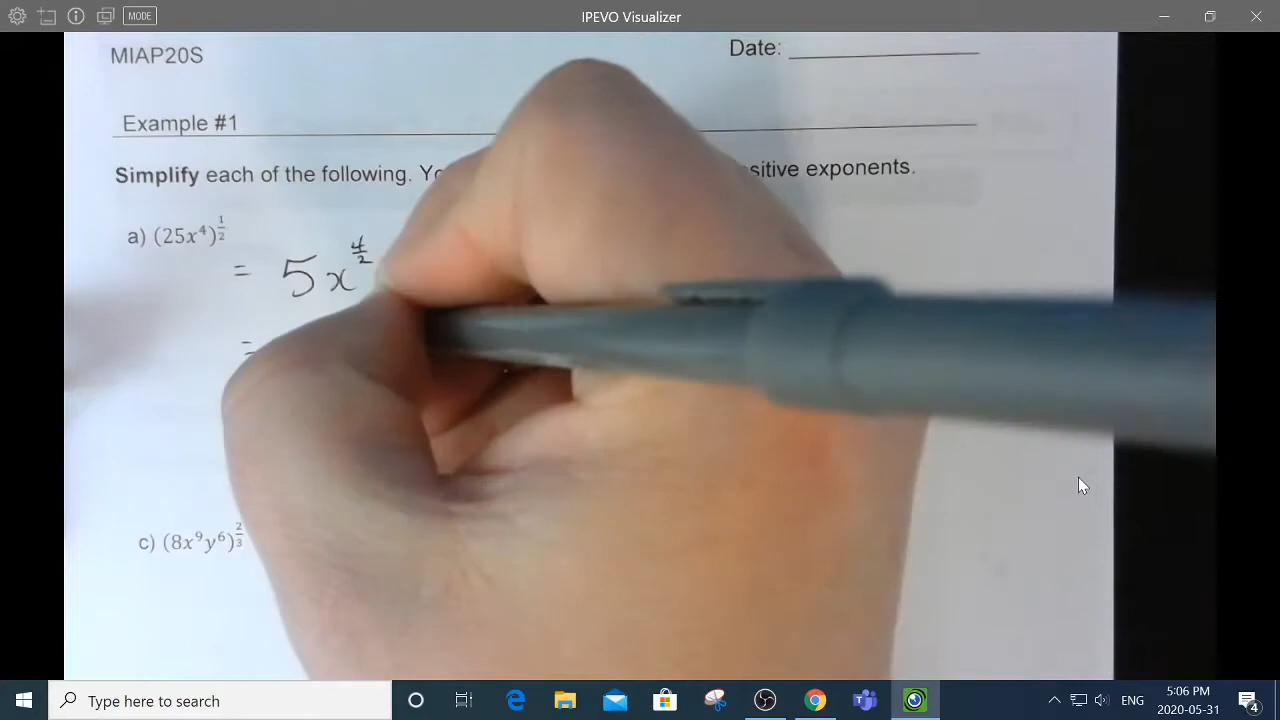 MODE
IPEVO Visualizer
MIAP20S
Date:
Example #1
Simplify each of the following. sitive exponents.
a) (25x⁴)^(1/2)
= 5x^(4/2)
=
c) (8x⁹y⁶)^(2/3)
Type here to search
ENG
5:06 PM
2020-05-31
4